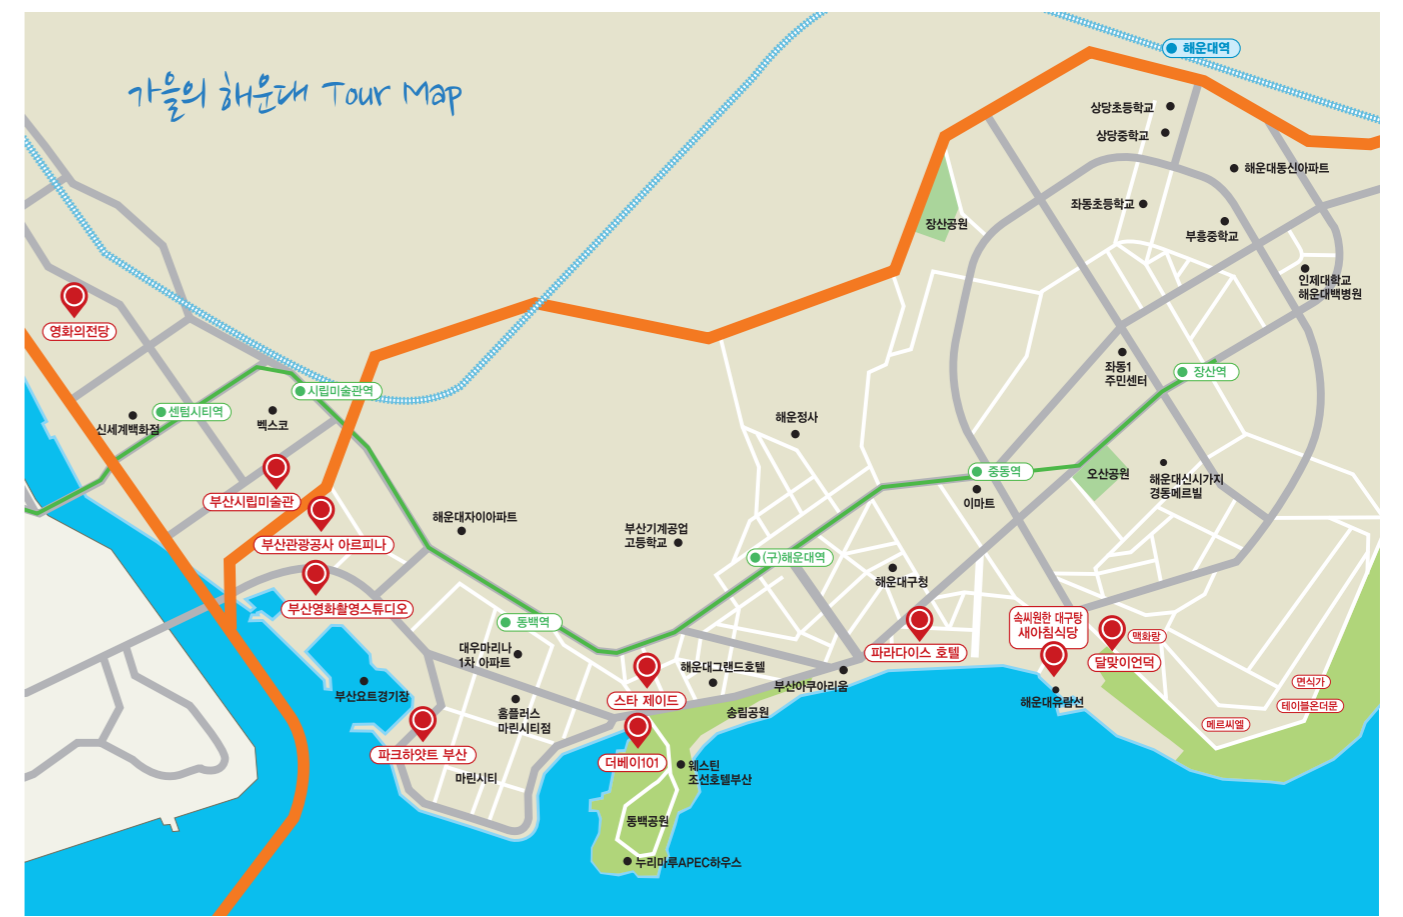 가을의 해운대 Tour Map
해운대역
상당초등학교
상당중학교
해운대동신아파트
좌동초등학교
부흥중학교
장산공원
인제대학교
해운대백병원
영화의전당
좌동1
주민센터
장산역
시립미술관역
센텀시티역
신세계백화점
벡스코
해운정사
중동역
오산공원
이마트
해운대신시가지
경동메르빌
부산시립미술관
해운대자이아파트
부산기계공업
고등학교
부산관광공사 아르피나
(구)해운대역
해운대구청
부산영화촬영스튜디오
동백역
속씨원한 대구탕
새아침식당
맥화랑
달맞이언덕
파라다이스 호텔
대우마리나
1차 아파트
해운대그랜드호텔
부산아쿠아리움
부산요트경기장
스타 제이드
해운대유람선
면식가
테이블온더문
메르씨엘
홈플러스
마린시티점
송림공원
파크하얏트 부산
더베이101
마린시티
웨스틴
조선호텔부산
동백공원
누리마루APEC하우스